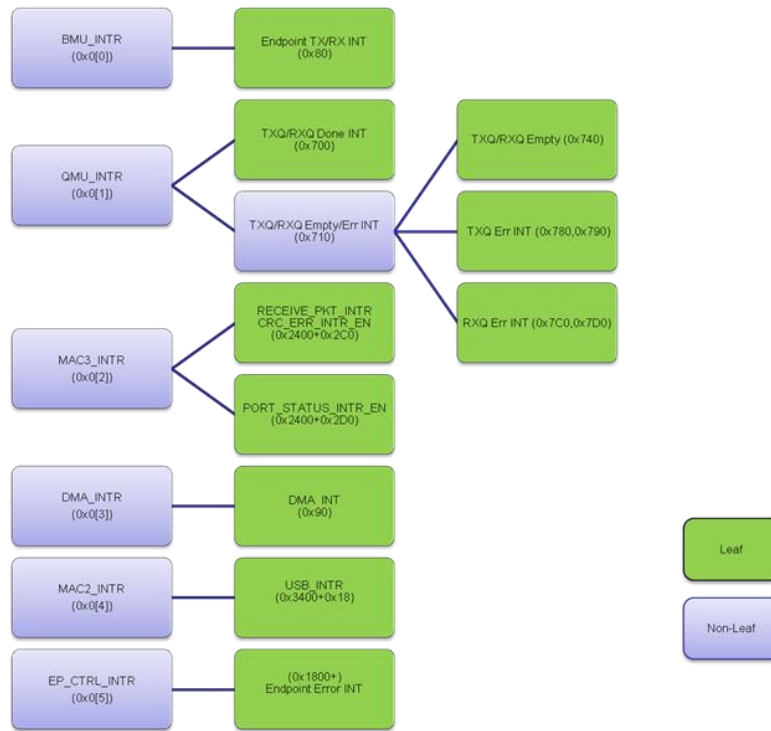 BMU_INTR
(0x0[0])
Endpoint TX/RX INT
(0x80)
QMU_INTR
(0x0[1])
TXQ/RXQ Done INT
(0x700)
TXQ/RXQ Empty/Err INT
(0x710)
TXQ/RXQ Empty (0x740)
TXQ Err INT (0x780,0x790)
RXQ Err INT (0x7C0,0x7D0)
MAC3_INTR
(0x0[2])
RECEIVE_PKT_INTR
CRC_ERR_INTR_EN
(0x2400+0x2C0)
PORT_STATUS_INTR_EN
(0x2400+0x2D0)
DMA_INTR
(0x0[3])
DMA INT
(0x90)
MAC2_INTR
(0x0[4])
USB_INTR
(0x3400+0x18)
EP_CTRL_INTR
(0x0[5])
(0x1800+)
Endpoint Error INT
Leaf
Non-Leaf